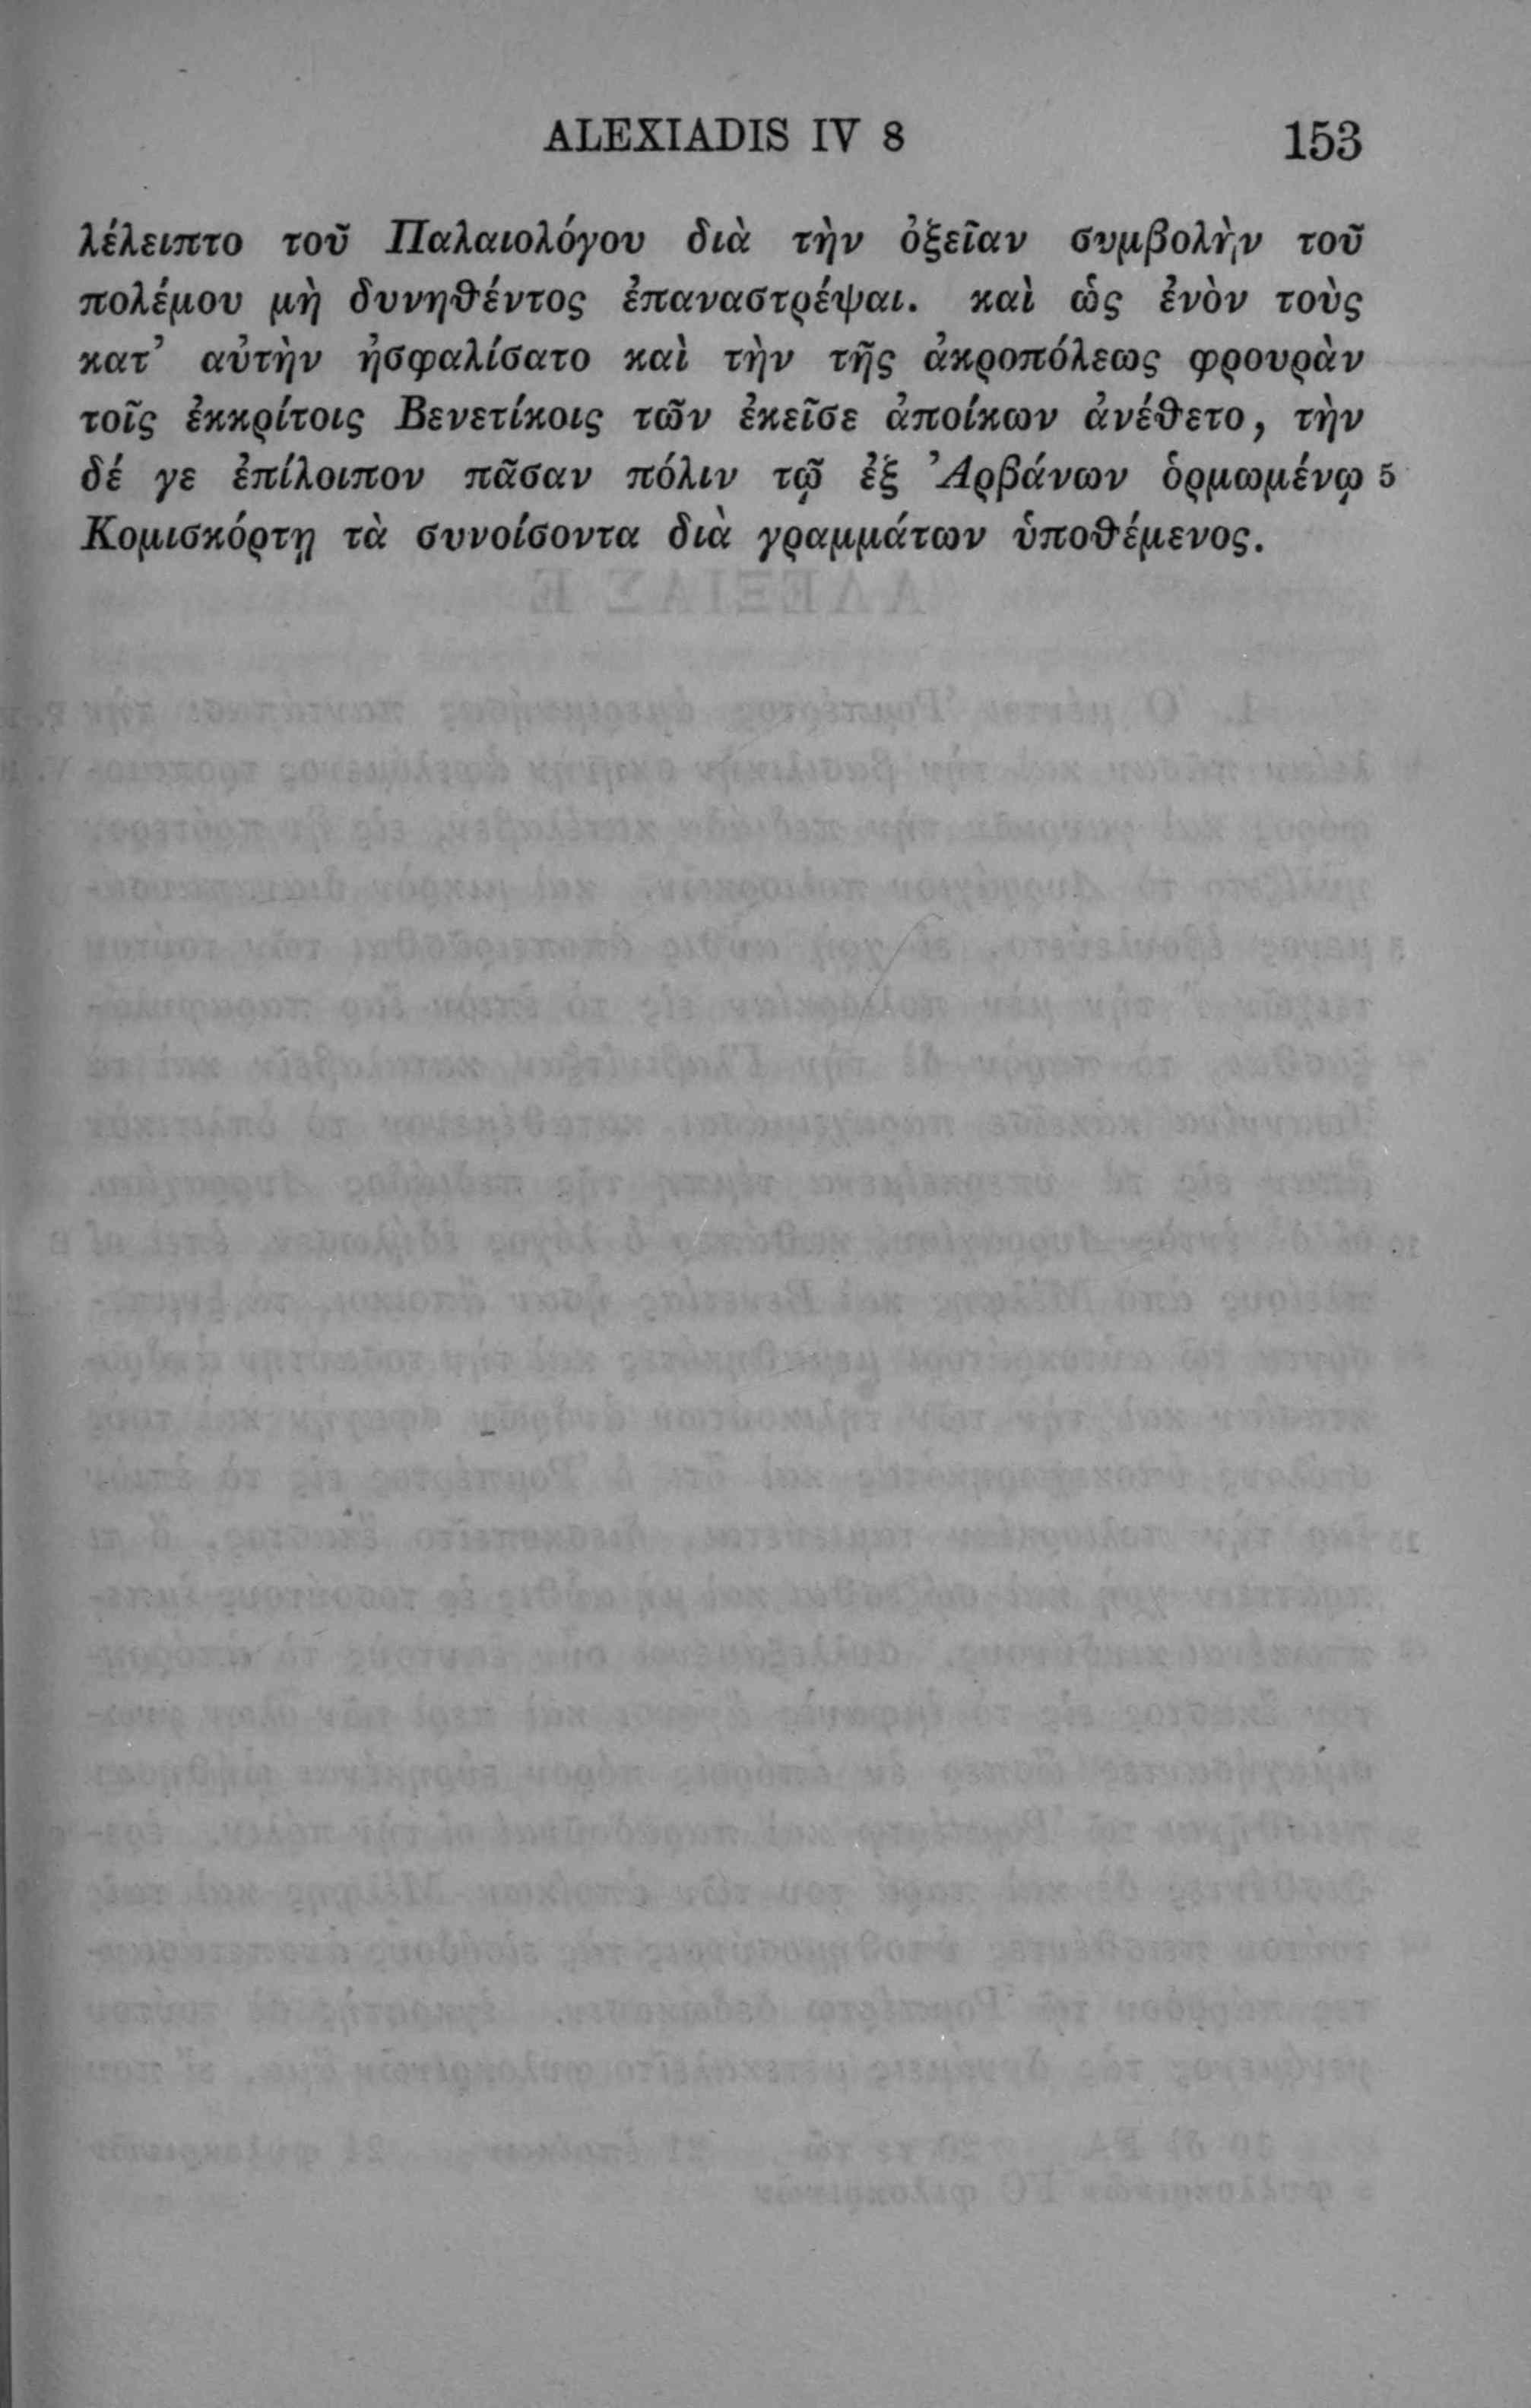 ALEXIADIS IV 8 153
λέλειπτο τοῦ Παλαιολόγου διὰ τὴν ὀξεῖαν συμβολὴν τοῦ
πολέμου μὴ δυνηθέντος ἐπαναστρέψαι. καὶ ὡς ἐνὸν τοὺς
κατ’ αὐτὴν ἠσφαλίσατο καὶ τὴν τῆς ἀκροπόλεως φρουρὰν
τοῖς ἐκκρίτοις Βενετίκοις τῶν ἐκεῖσε ἀποίκων ἀνέθετο, τὴν
δέ γε ἐπίλοιπον πᾶσαν πόλιν τῷ ἐξ Ἀρβάνων ὁρμωμένῳ 5
Κομισκόρτῃ τὰ συνοίσοντα διὰ γραμμάτων ὑποθέμενος.